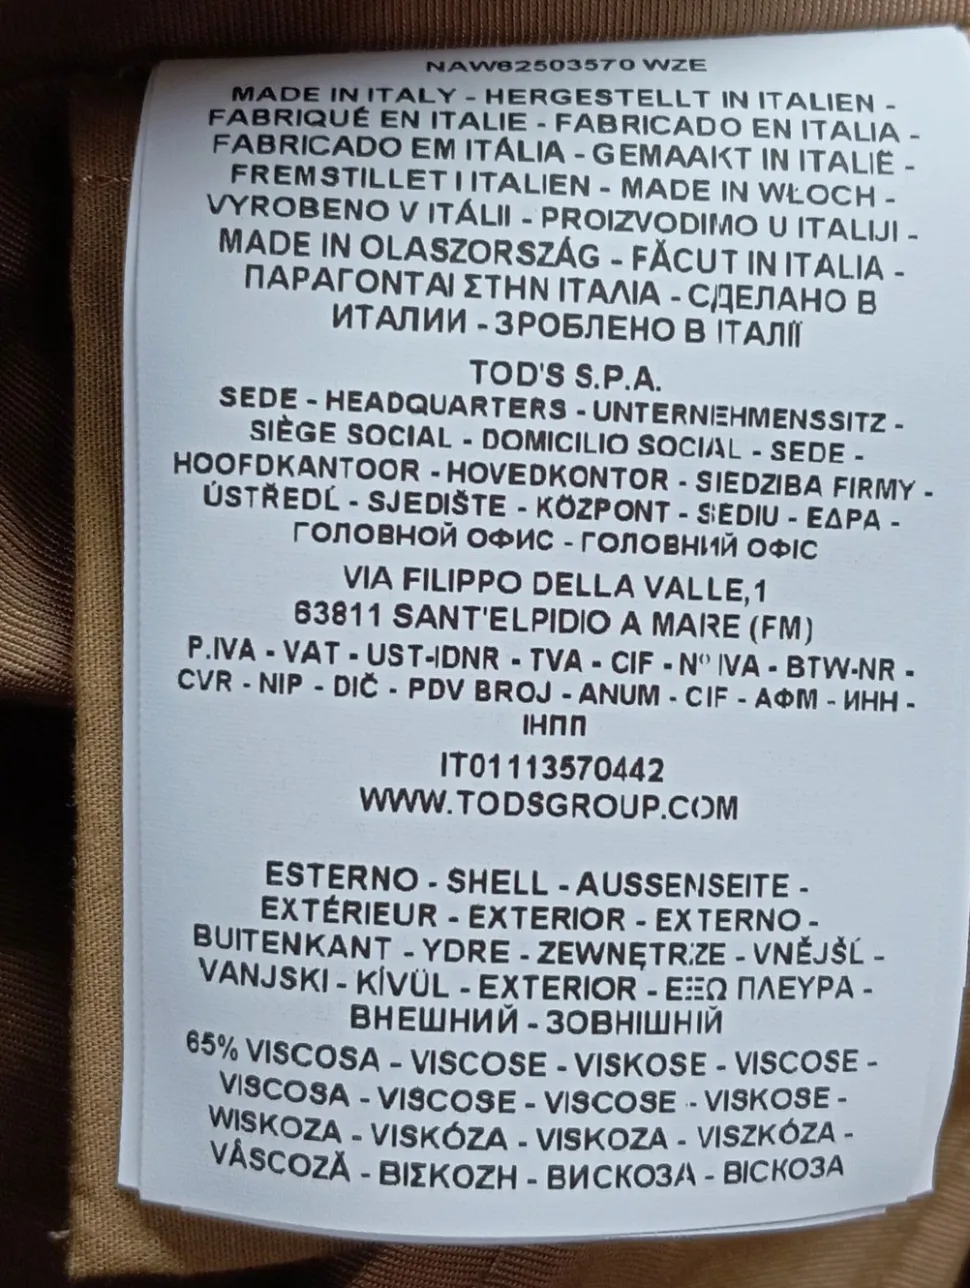 NAW62503570 WZE
MADE IN ITALY - HERGESTELLT IN ITALIEN -
FABRIQUÉ EN ITALIE - FABRICADO EN ITALIA -
FABRICADO EM ITÁLIA - GEMAAKT IN ITALIË -
FREMSTILLET I ITALIEN - MADE IN WŁOCH -
VYROBENO V ITÁLII - PROIZVODIMO U ITALIJI -
MADE IN OLASZORSZÁG - FĂCUT IN ITALIA -
ΠΑΡΑΓΟΝΤΑΙ ΣΤΗΝ ΙΤΑΛΙΑ - СДЕЛАНО В
ИТАЛИИ - ЗРОБЛЕНО В ІТАЛІЇ
TOD'S S.P.A.
SEDE - HEADQUARTERS - UNTERNEHMENSSITZ -
SIÈGE SOCIAL - DOMICILIO SOCIAL - SEDE -
HOOFDKANTOOR - HOVEDKONTOR - SIEDZIBA FIRMY -
ÚSTŘEDĹ - SJEDIŠTE - KÖZPONT - SEDIU - ΕΔΡΑ -
ГОЛОВНОЙ ОФИС - ГОЛОВНИЙ ОФІС
VIA FILIPPO DELLA VALLE,1
63811 SANT'ELPIDIO A MARE (FM)
P.IVA - VAT - UST-IDNR - TVA - CIF - Nº IVA - BTW-NR -
CVR - NIP - DIČ - PDV BROJ - ANUM - CIF - ΑΦΜ - ИНН -
ІНПП
IT01113570442
WWW.TODSGROUP.COM
ESTERNO - SHELL - AUSSENSEITE -
EXTÉRIEUR - EXTERIOR - EXTERNO -
BUITENKANT - YDRE - ZEWNĘTRZE - VNĚJŠĹ -
VANJSKI - KÍVÜL - EXTERIOR - ΕΞΩ ΠΛΕΥΡΑ -
ВНЕШНИЙ - ЗОВНІШНІЙ
65% VISCOSA - VISCOSE - VISKOSE - VISCOSE -
VISCOSA - VISCOSE - VISCOSE - VISKOSE -
WISKOZA - VISKÓZA - VISKOZA - VISZKÓZA -
VÂSCOZĂ - ΒΙΣΚΟΖΗ - ВИСКОЗА - ВІСКОЗА